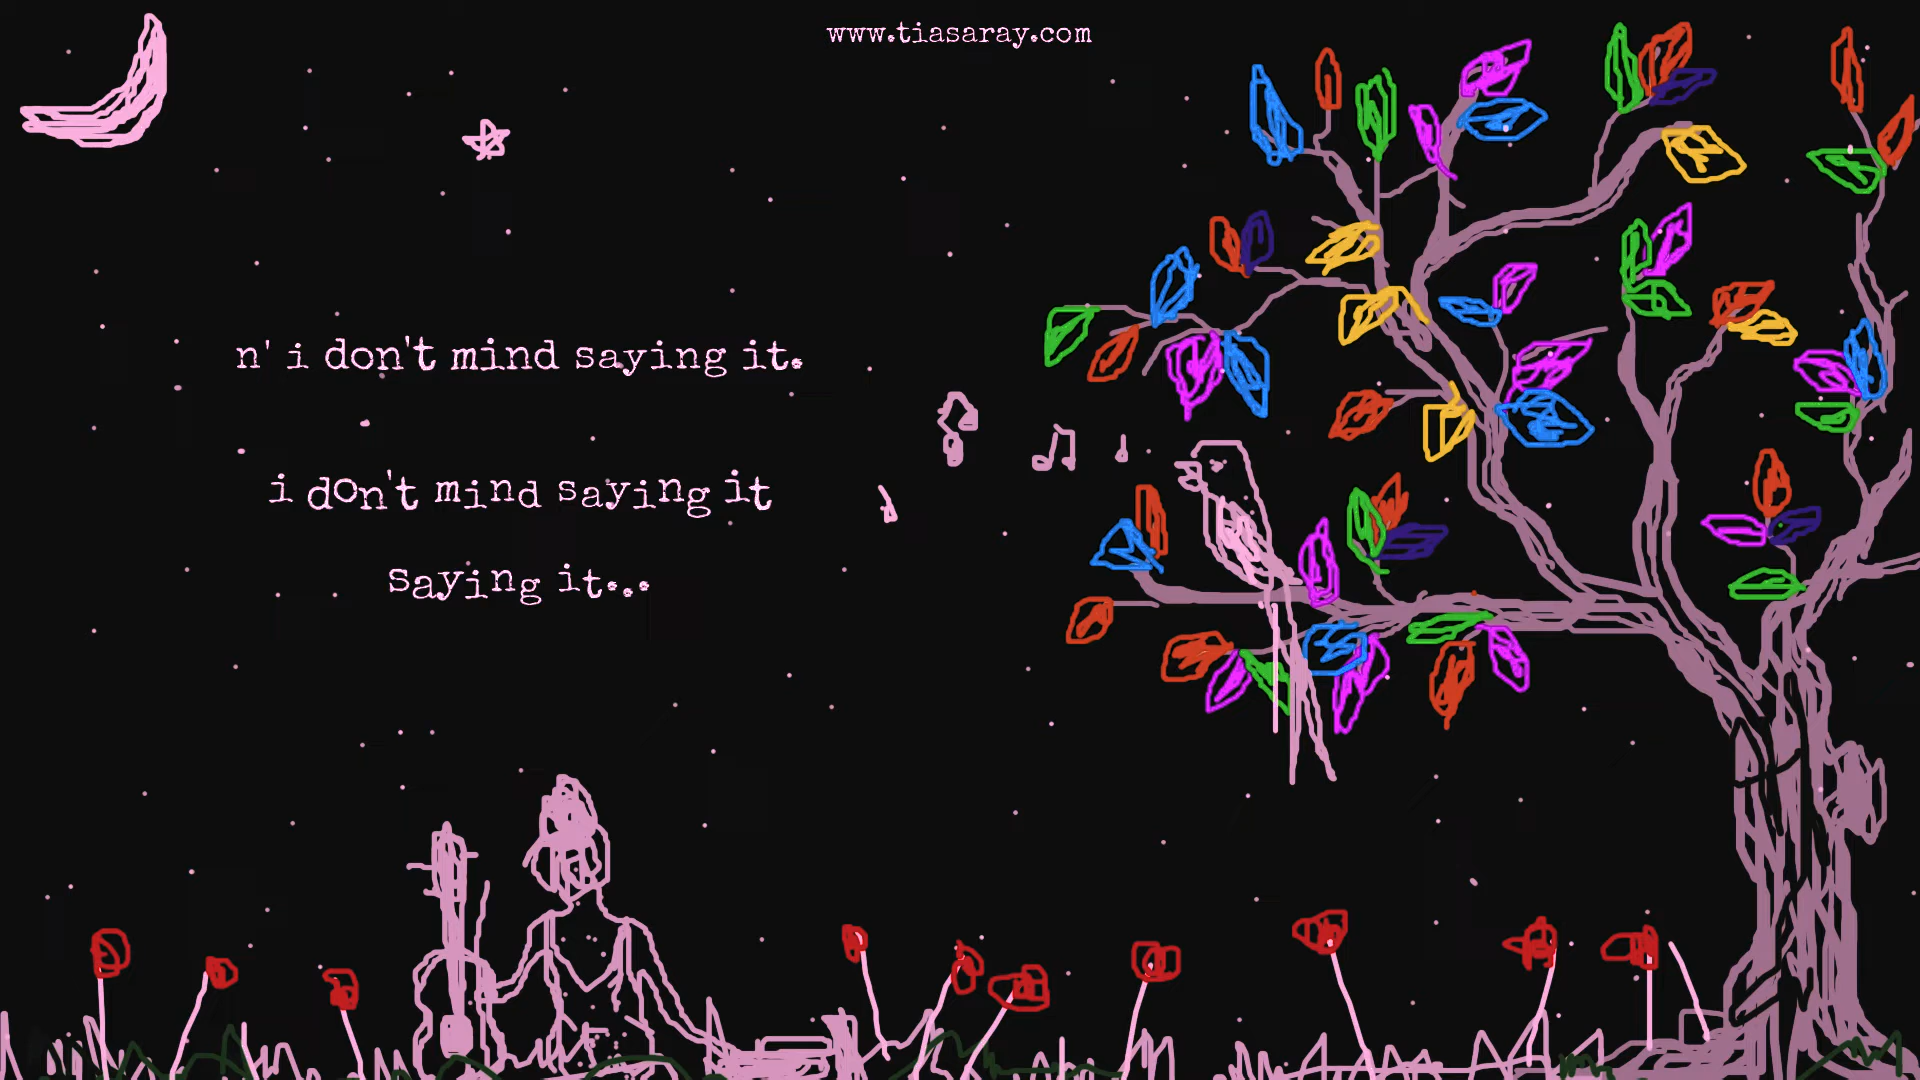 www.tiasaray.com
n' i don't mind saying it.
i don't mind saying it
saying it...